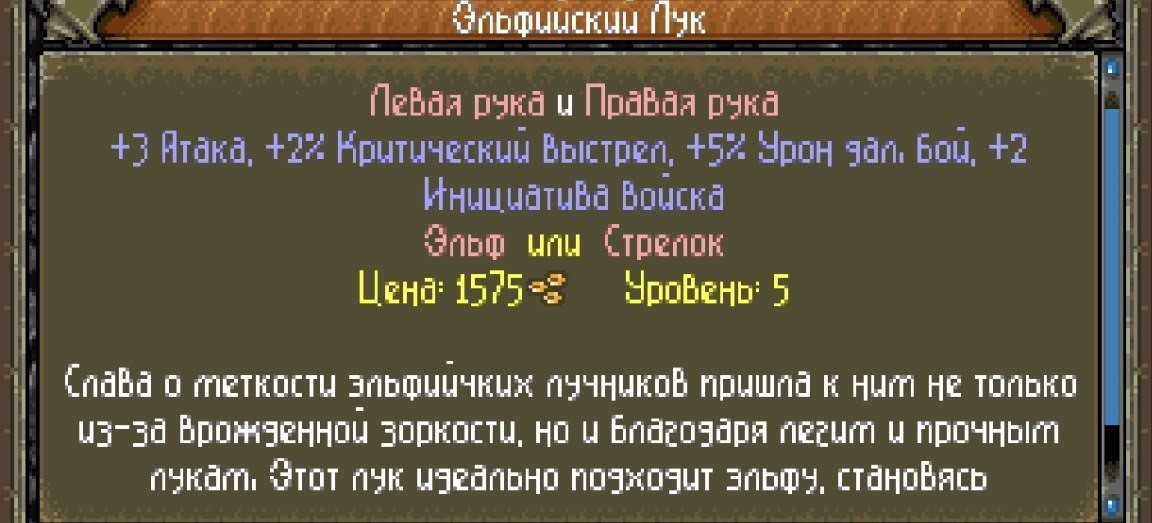 Эльфийский Лук
Левая рука и Правая рука
+3 Атака, +2% Критический выстрел, +5% Урон дал. бой, +2
Инициатива войска
Эльф или Стрелок
Цена: 1575 Уровень: 5
Слава о меткости эльфийчких лучников пришла к ним не только
из-за врожденной зоркости, но и благодаря легим и прочным
лукам. Этот лук идеально подходит эльфу, становясь